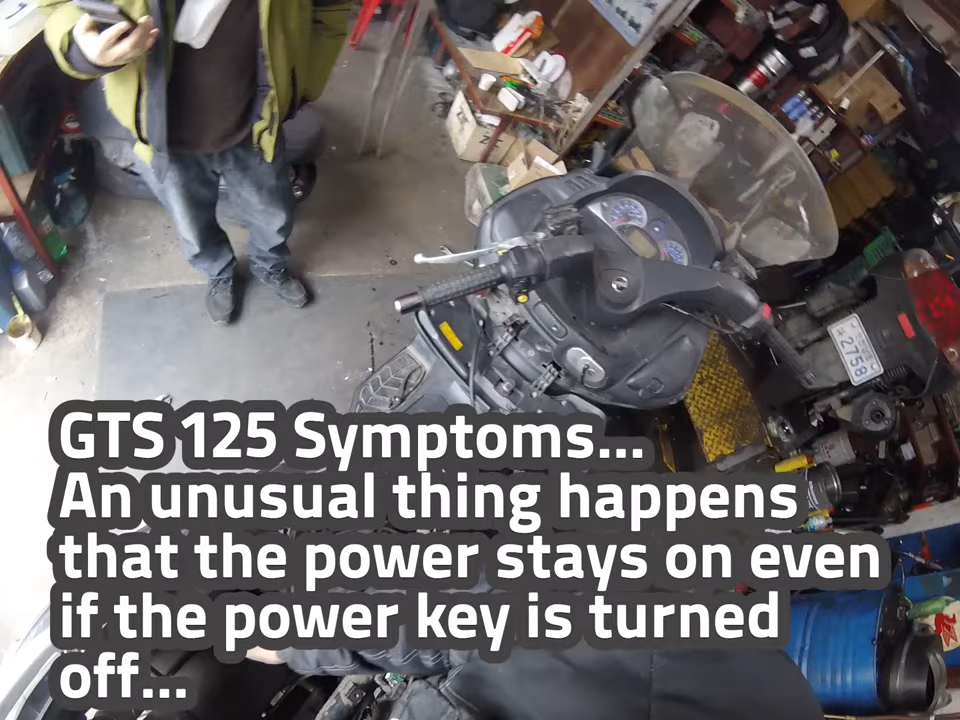 2758
GTS 125 Symptoms...
An unusual thing happens
that the power stays on even
if the power key is turned
off...